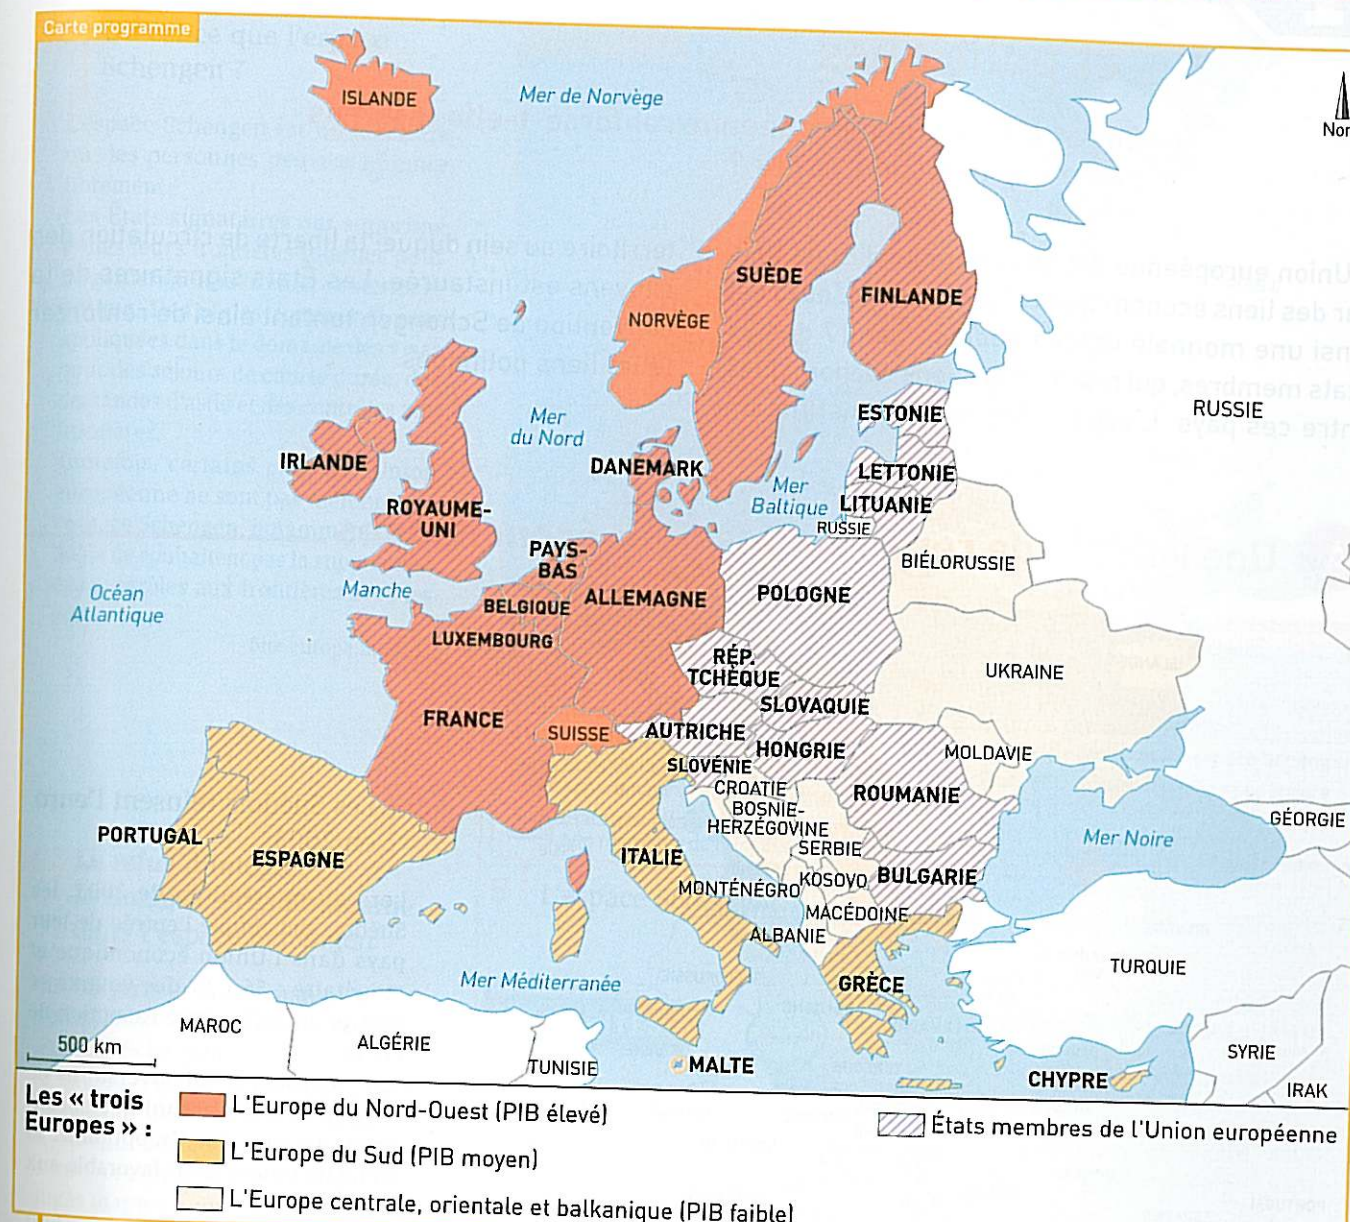 Carte programme
ISLANDE
Mer de Norvège
Nor
SUÈDE
FINLANDE
NORVÈGE
RUSSIE
ESTONIE
Mer
du Nord
IRLANDE
DANEMARK
LETTONIE
Mer
Baltique
LITUANIE
ROYAUME-
UNI
RUSSIE
PAYS-
BAS
BIÉLORUSSIE
Océan
Atlantique
Manche
BELGIQUE
ALLEMAGNE
POLOGNE
LUXEMBOURG
RÉP.
TCHÈQUE
UKRAINE
SLOVAQUIE
FRANCE
SUISSE
AUTRICHE
HONGRIE
MOLDAVIE
SLOVÉNIE
CROATIE
ROUMANIE
BOSNIE-
HERZÉGOVINE
GÉORGIE
PORTUGAL
ESPAGNE
ITALIE
SERBIE
Mer Noire
MONTÉNÉGRO
KOSOVO
BULGARIE
MACÉDOINE
ALBANIE
TURQUIE
Mer Méditerranée
GRÈCE
MAROC
ALGÉRIE
500 km
TUNISIE
MALTE
CHYPRE
SYRIE
IRAK
Les « trois
Europes » :
L'Europe du Nord-Ouest (PIB élevé)
États membres de l'Union européenne
L'Europe du Sud (PIB moyen)
L'Europe centrale, orientale et balkanique (PIB faible)